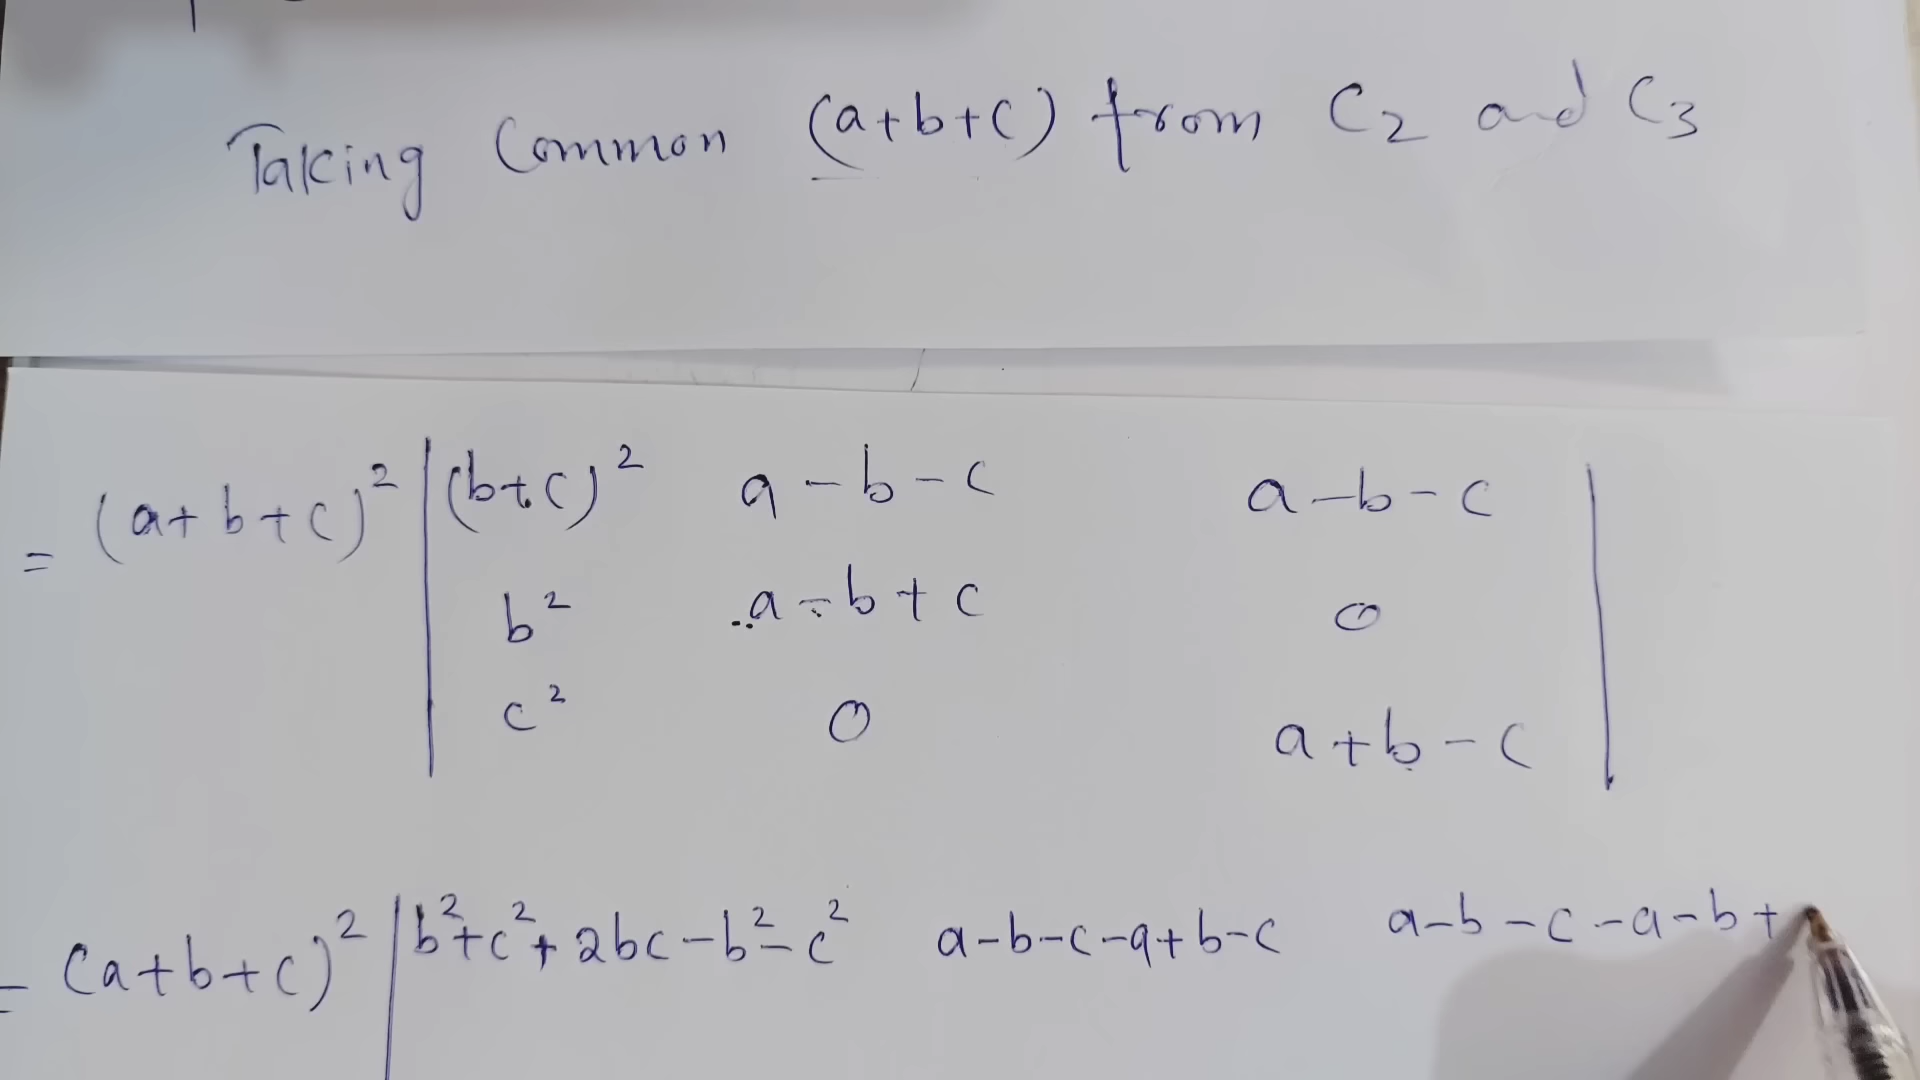 Taking Common (a+b+c) from C2 and C3
= (a+b+c)² | (b+c)² a-b-c a-b-c |
b² a-b+c 0
c² 0 a+b-c
= (a+b+c)² | b²+c²+2bc-b²-c² a-b-c-a+b-c a-b-c-a-b+